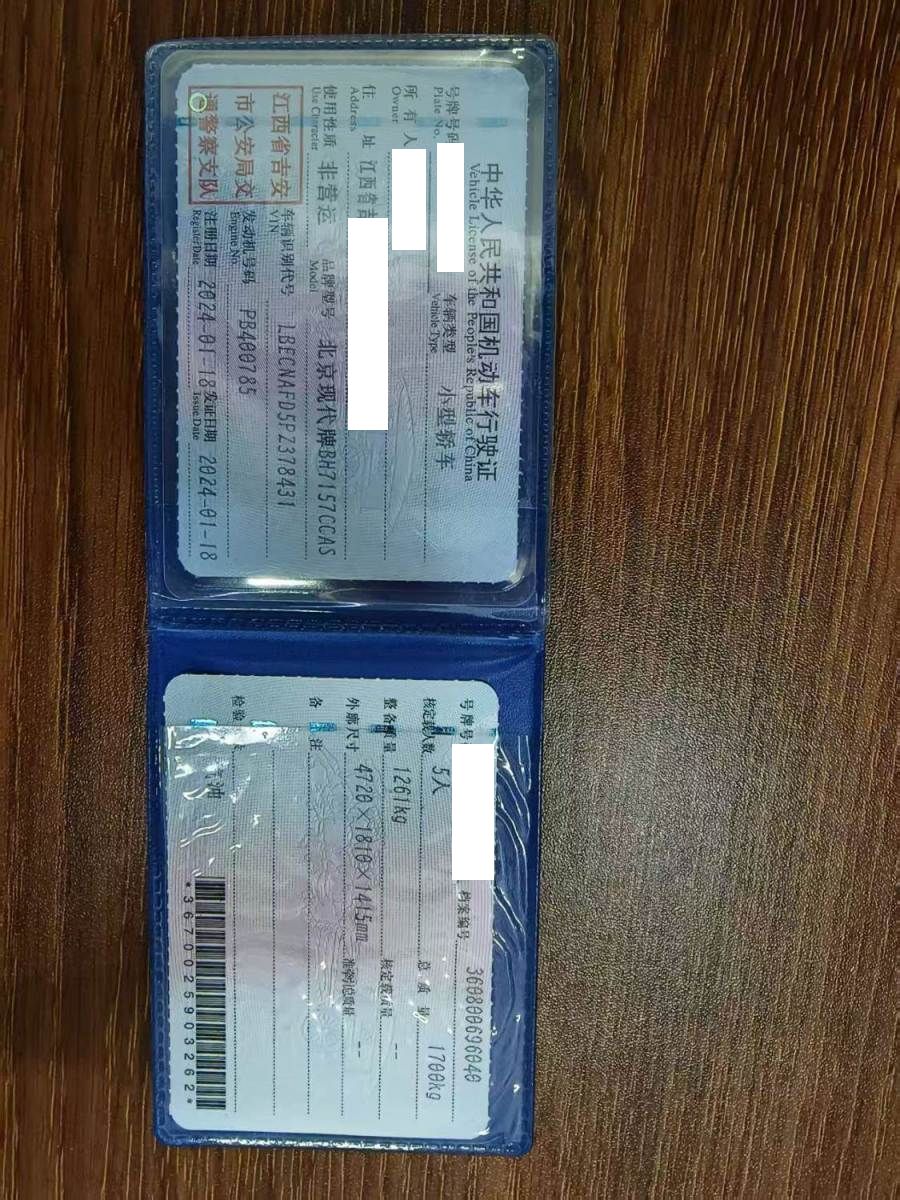 中华人民共和国机动车行驶证
Vehicle License of the People's Republic of China
号牌号码 车辆类型 小型轿车
Plate No. Vehicle Type
所有人
Owner
住址 江西省吉
Address
使用性质 非营运 品牌型号 北京现代牌BH7157CCAS
Use Character Model
江西省吉安
市公安局交
通警察支队
车辆识别代号 LBECNAFD5PZ378431
VIN
发动机号码 PB400785
Engine No.
注册日期 2024-01-18 发证日期 2024-01-18
Register Date Issue Date
号牌号 档案编号 360800696040
核定载人数 5人 总质量 1700kg
整备质量 1261kg 核定载质量 --
外廓尺寸 4720×1810×1415mm 准牵引总质量 --
备注
检验
汽油
*3670025903262*